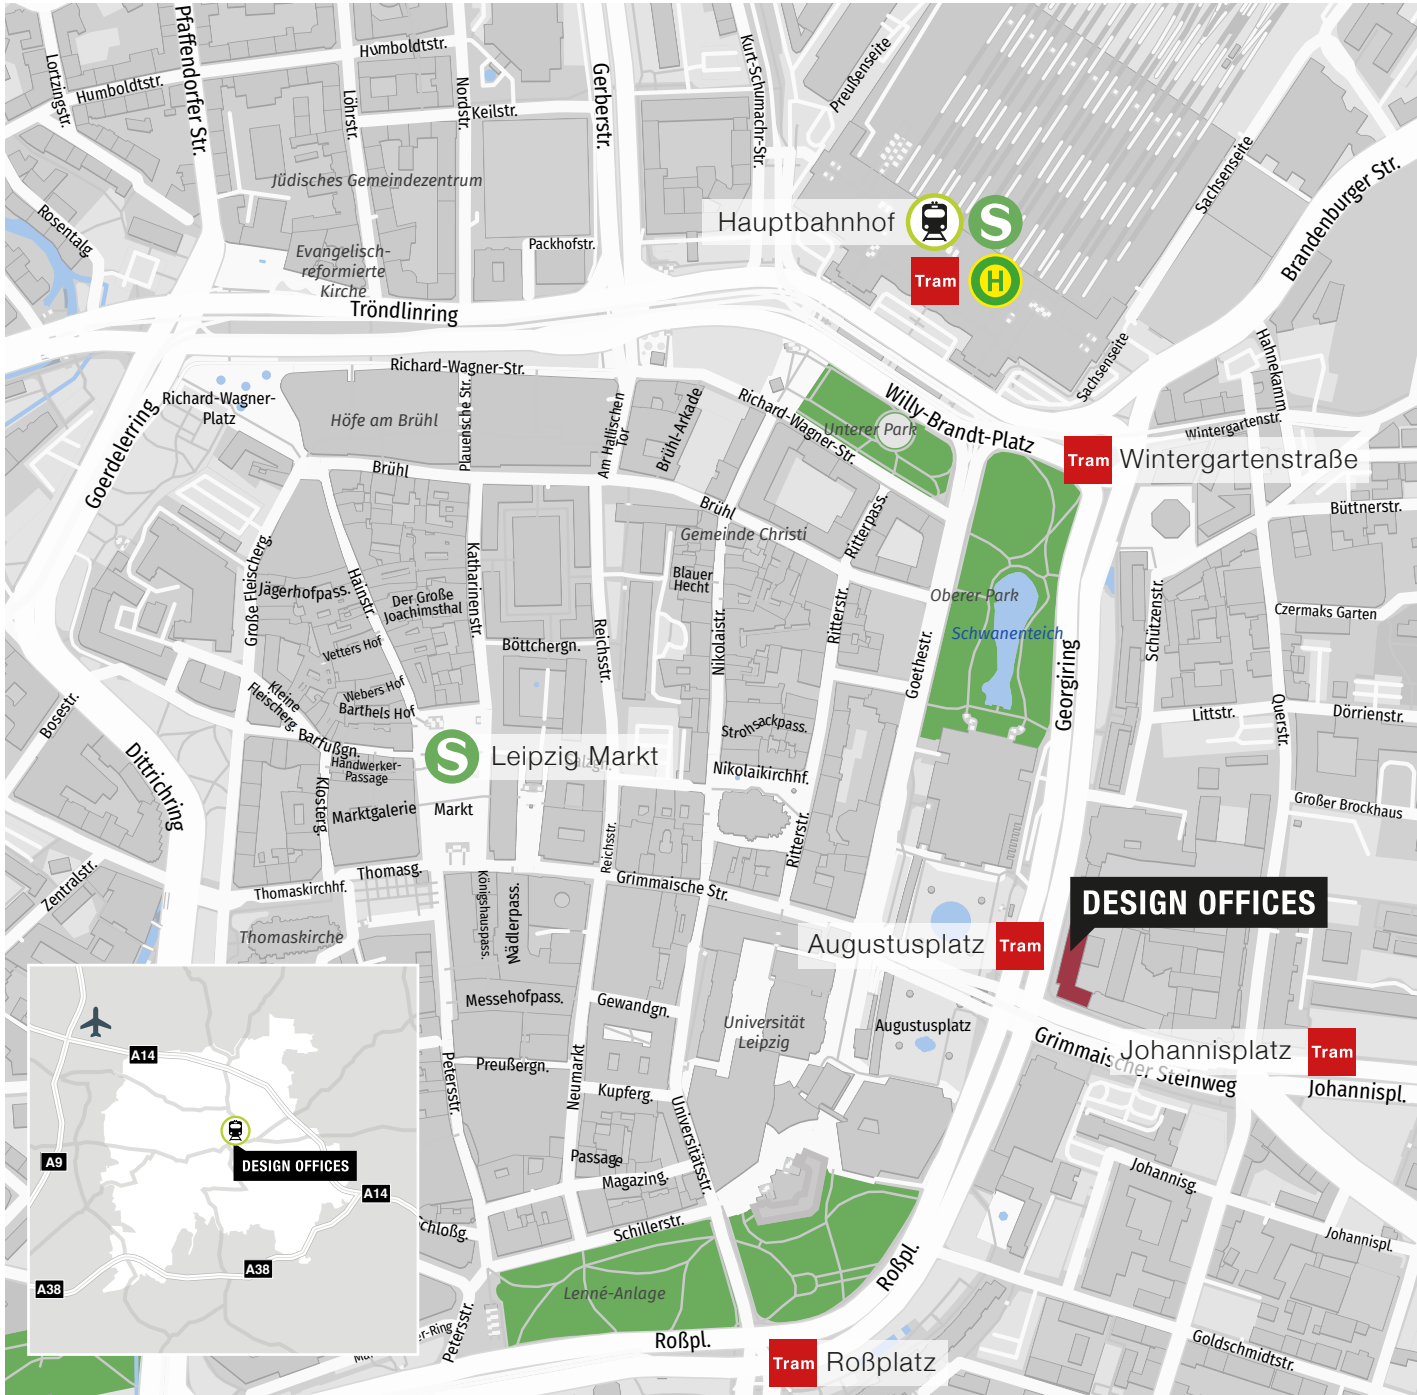 Pfaffendorfer Str.
Lortzingstr.
Humboldtstr.
Humboldtstr.
Löhrstr.
Nordstr.
Keilstr.
Gerberstr.
Kurt-Schumachr-Str.
Preußenseite
Sachsenseite
Brandenburger Str.
Jüdisches Gemeindezentrum
Rosentalg
Evangelisch-
reformierte
Kirche
Packhofstr.
Hauptbahnhof
S
Tram
H
Tröndlinring
Sachsenseite
Hahnekamm
Richard-Wagner-Str.
Richard-Wagner-
Platz
Höfe am Brühl
Plauensche Str.
Am Hallischen
Tor
Brühl-Arkade
Richard-Wagner-Str.
Unterer Park
Willy-Brandt-Platz
Wintergartenstr.
Tram
Wintergartenstraße
Goerdelerring
Brühl
Brühl
Gemeinde Christi
Ritterpass.
Büttnerstr.
Große Fleischerg.
Jägerhofpass.
Hainstr.
Der Große
Joachimsthal
Katharinenstr.
Blauer
Hecht
Nikolaistr.
Ritterstr.
Oberer Park
Schwanenteich
Schützenstr.
Czermaks Garten
Vetters Hof
Böttchergn.
Reichsstr.
Goethestr.
Georgiring
Webers Hof
Barthels Hof
Kleine
Fleischerg.
Barfußgn.
Bosestr.
Dittrichring
Strohsackpass.
Littstr.
Querstr.
Dörrienstr.
S
Leipzig Markt
Handwerker-
Passage
Nikolaikirchhf.
Klosterg.
Marktgalerie
Markt
Großer Brockhaus
Zentralstr.
Thomaskirchhf.
Thomasg.
Reichsstr.
Ritterstr.
Grimmaische Str.
Königshauspass.
Mädlerpass.
DESIGN OFFICES
Thomaskirche
Augustusplatz
Tram
Messehofpass.
Gewandgn.
Universität
Leipzig
Augustusplatz
Grimmaischer Steinweg
Johannisplatz
Tram
Johannispl.
Petersstr.
Preußergn.
Neumarkt
Kupferg.
Universitätsstr.
Passage
Magazing.
Johannisg.
Johannispl.
Schillerstr.
Lenné-Anlage
Roßpl.
Roßpl.
Petersstr.
Goldschmidtstr.
Tram
Roßplatz
A14
A9
DESIGN OFFICES
A14
A38
A38